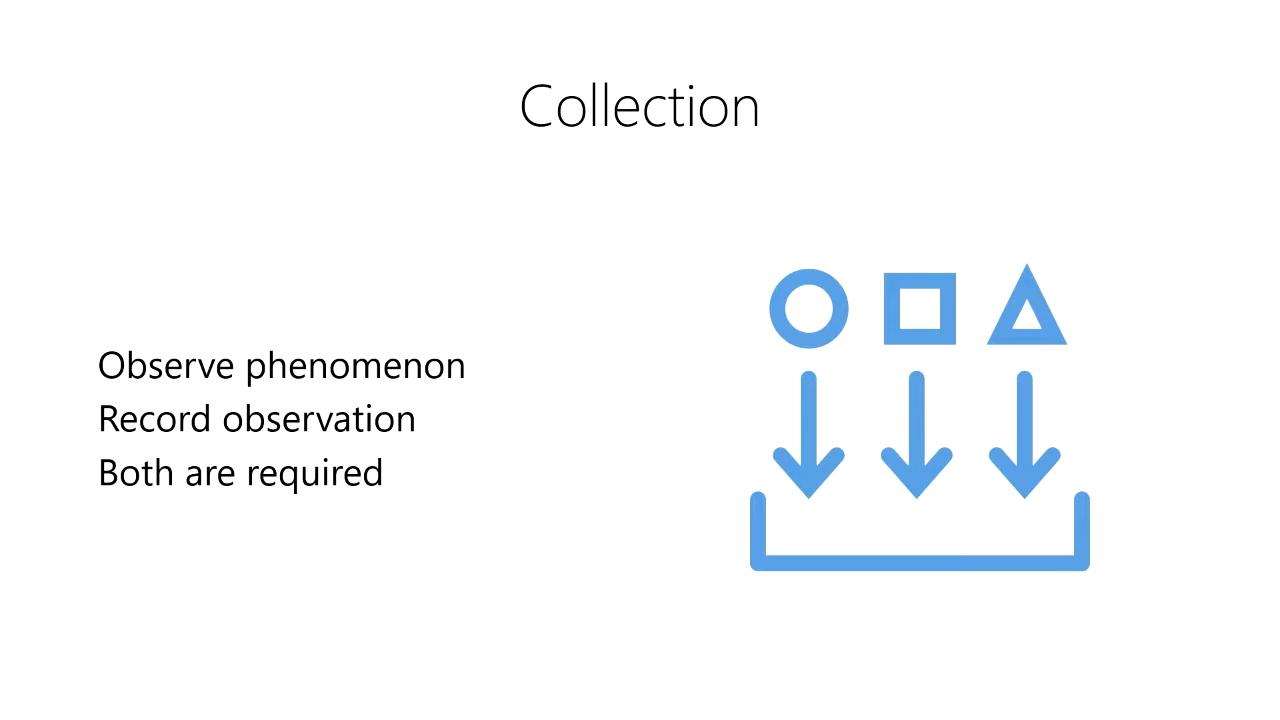 Collection
Observe phenomenon
Record observation
Both are required